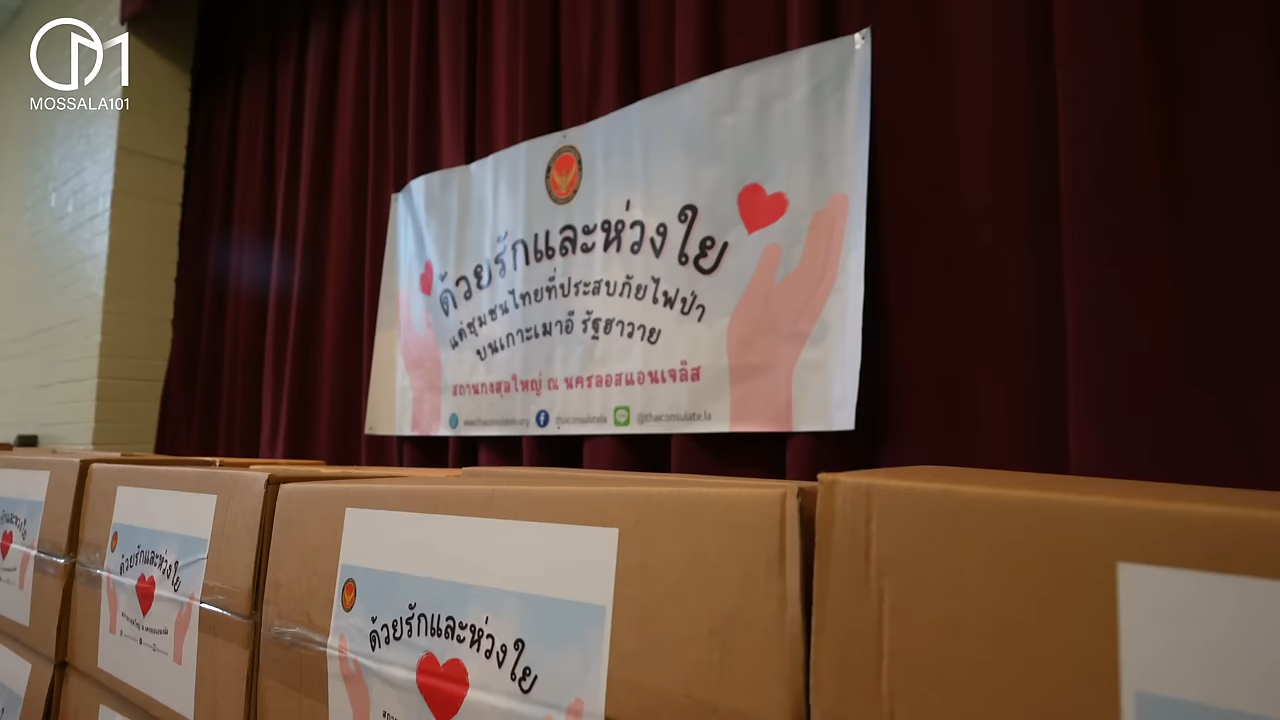 MOSSALA101
ด้วยรักและห่วงใย
แด่ชุมชนไทยที่ประสบภัยไฟป่า
บนเกาะเมาอี รัฐฮาวาย
สถานกงสุลใหญ่ ณ นครลอสแอนเจลิส
thaiconsulatela
@thaiconsulate.la
ด้วยรักและห่วงใย
ด้วยรักและห่วงใย